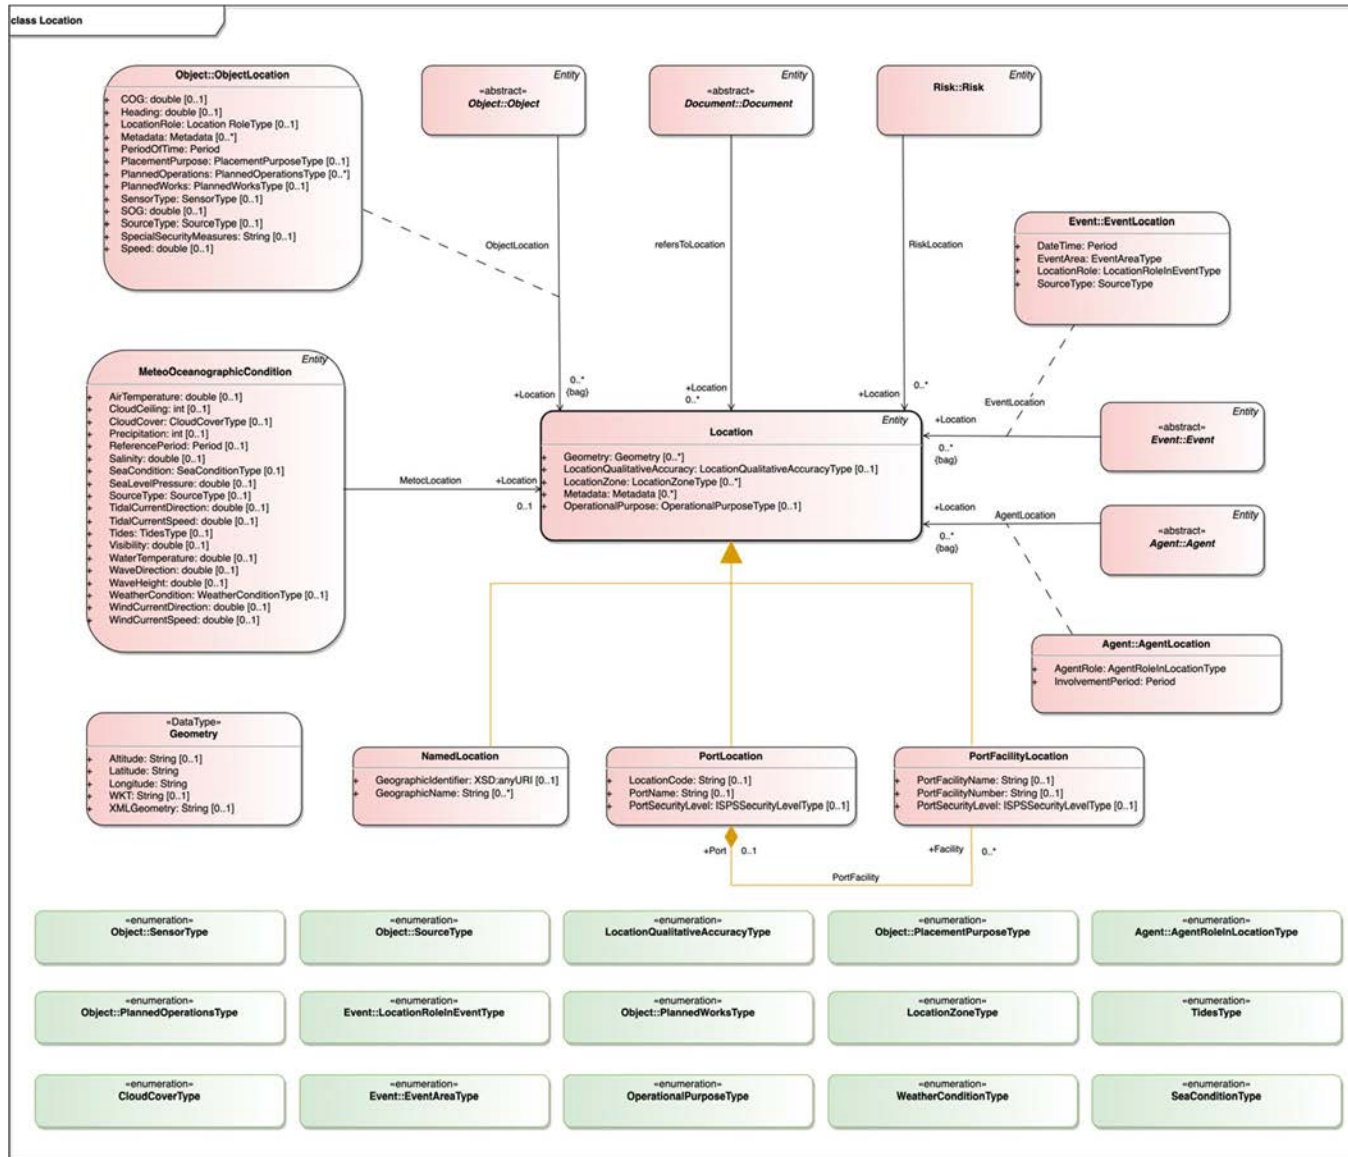 class Location
Object::ObjectLocation
+ COG: double [0..1]
+ Heading: double [0..1]
+ LocationRole: Location RoleType [0..1]
+ Metadata: Metadata [0..*]
+ PeriodOfTime: Period
+ PlacementPurpose: PlacementPurposeType [0..1]
+ PlannedOperations: PlannedOperationsType [0..*]
+ PlannedWorks: PlannedWorksType [0..1]
+ SensorType: SensorType [0..1]
+ SOG: double [0..1]
+ SourceType: SourceType [0..1]
+ SpecialSecurityMeasures: String [0..1]
+ Speed: double [0..1]
Entity
«abstract»
Object::Object
Entity
«abstract»
Document::Document
Entity
Risk::Risk
ObjectLocation
refersToLocation
RiskLocation
Event::EventLocation
+ DateTime: Period
+ EventArea: EventAreaType
+ LocationRole: LocationRoleInEventType
+ SourceType: SourceType
Entity
MeteoOceanographicCondition
+ AirTemperature: double [0..1]
+ CloudCeiling: int [0..1]
+ CloudCover: CloudCoverType [0..1]
+ Precipitation: int [0..1]
+ ReferencePeriod: Period [0..1]
+ Salinity: double [0..1]
+ SeaCondition: SeaConditionType [0.1]
+ SeaLevelPressure: double [0..1]
+ SourceType: SourceType [0..1]
+ TidalCurrentDirection: double [0..1]
+ TidalCurrentSpeed: double [0..1]
+ Tides: TidesType [0..1]
+ Visibility: double [0..1]
+ WaterTemperature: double [0..1]
+ WaveDirection: double [0..1]
+ WaveHeight: double [0..1]
+ WeatherCondition: WeatherConditionType [0..1]
+ WindCurrentDirection: double [0..1]
+ WindCurrentSpeed: double [0..1]
MetocLocation
+Location
0..1
+Location
0..*
{bag}
+Location
0..*
+Location
0..*
EventLocation
+Location
0..*
{bag}
Entity
«abstract»
Event::Event
Entity
Location
+ Geometry: Geometry [0..*]
+ LocationQualitativeAccuracy: LocationQualitativeAccuracyType [0..1]
+ LocationZone: LocationZoneType [0..*]
+ Metadata: Metadata [0.*]
+ OperationalPurpose: OperationalPurposeType [0..1]
+Location
AgentLocation
0..*
{bag}
Entity
«abstract»
Agent::Agent
Agent::AgentLocation
+ AgentRole: AgentRoleInLocationType
+ InvolvementPeriod: Period
«DataType»
Geometry
+ Altitude: String [0..1]
+ Latitude: String
+ Longitude: String
+ WKT: String [0..1]
+ XMLGeometry: String [0..1]
NamedLocation
+ GeographicIdentifier: XSD:anyURI [0..1]
+ GeographicName: String [0..*]
PortLocation
+ LocationCode: String [0..1]
+ PortName: String [0..1]
+ PortSecurityLevel: ISPSSecurityLevelType [0..1]
PortFacilityLocation
+ PortFacilityName: String [0..1]
+ PortFacilityNumber: String [0..1]
+ PortSecurityLevel: ISPSSecurityLevelType [0..1]
+Port 0..1
+Facility 0..*
PortFacility
«enumeration»
Object::SensorType
«enumeration»
Object::SourceType
«enumeration»
LocationQualitativeAccuracyType
«enumeration»
Object::PlacementPurposeType
«enumeration»
Agent::AgentRoleInLocationType
«enumeration»
Object::PlannedOperationsType
«enumeration»
Event::LocationRoleInEventType
«enumeration»
Object::PlannedWorksType
«enumeration»
LocationZoneType
«enumeration»
TidesType
«enumeration»
CloudCoverType
«enumeration»
Event::EventAreaType
«enumeration»
OperationalPurposeType
«enumeration»
WeatherConditionType
«enumeration»
SeaConditionType